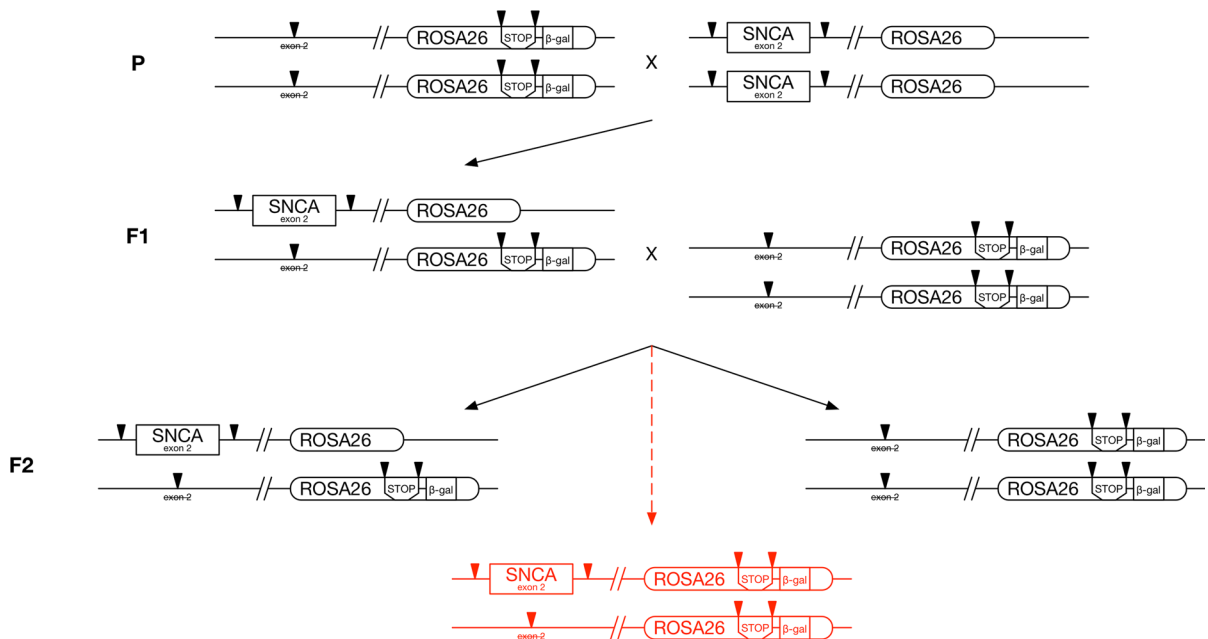 ROSA26 STOP β-gal SNCA exon 2 ROSA26
exon 2
P X
ROSA26 STOP β-gal SNCA exon 2 ROSA26
exon 2
SNCA exon 2 ROSA26
F1
ROSA26 STOP β-gal X ROSA26 STOP β-gal
exon 2 exon 2
ROSA26 STOP β-gal
exon 2
SNCA exon 2 ROSA26 ROSA26 STOP β-gal
exon 2
F2
ROSA26 STOP β-gal ROSA26 STOP β-gal
exon 2 exon 2
SNCA exon 2 ROSA26 STOP β-gal
ROSA26 STOP β-gal
exon 2